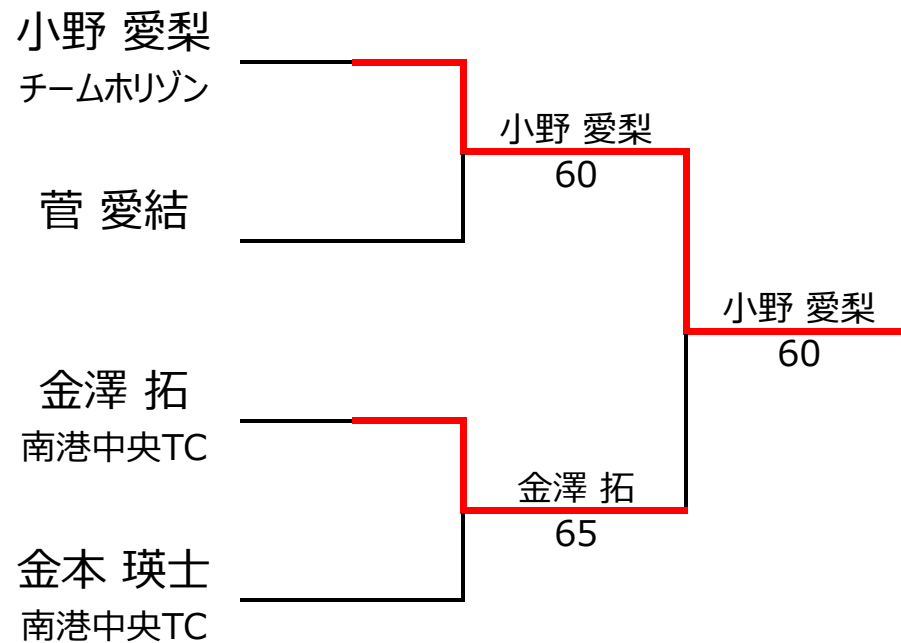 小野 愛梨
チームホリゾン
小野 愛梨
60
菅 愛結
小野 愛梨
60
金澤 拓
南港中央TC
金澤 拓
65
金本 瑛士
南港中央TC